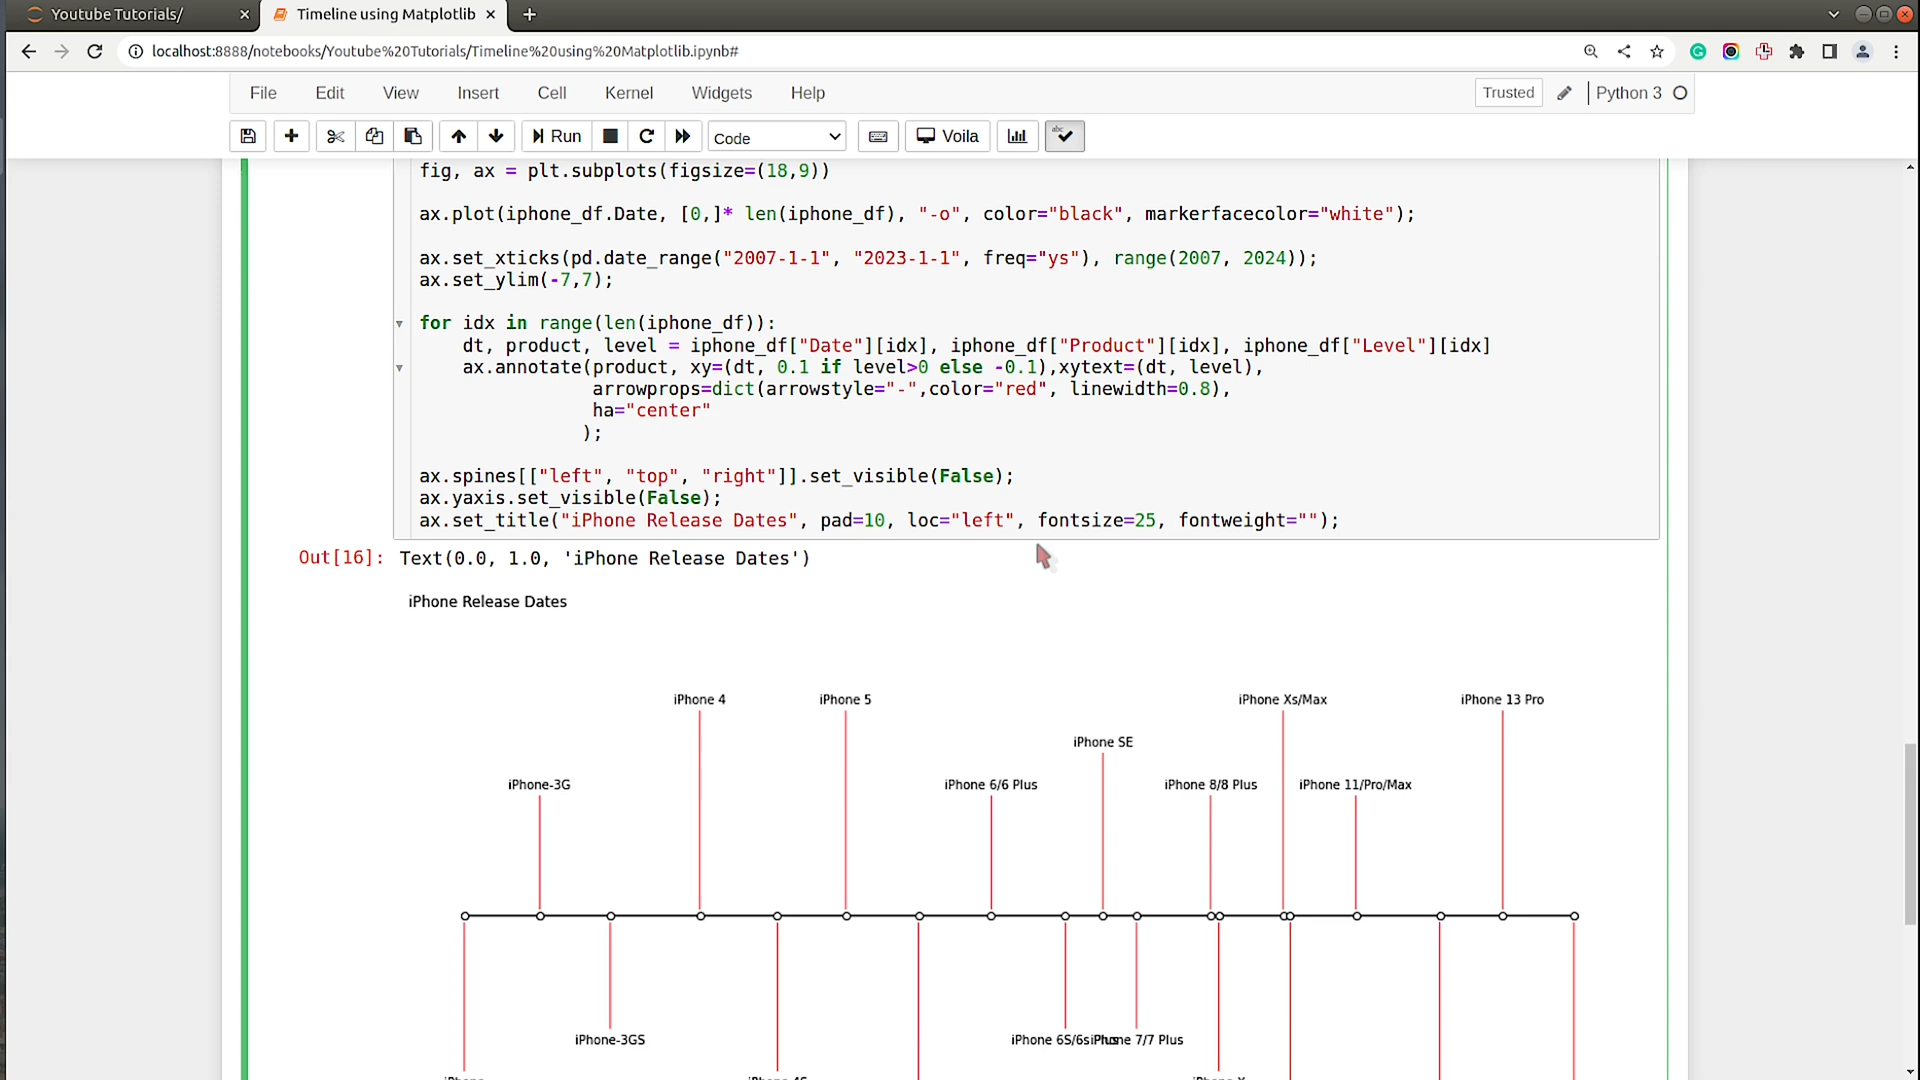 Youtube Tutorials/
Timeline using Matplotlib
localhost:8888/notebooks/Youtube%20Tutorials/Timeline%20using%20Matplotlib.ipynb#
File Edit View Insert Cell Kernel Widgets Help Trusted Python 3
Run Code Voila
fig, ax = plt.subplots(figsize=(18,9))
ax.plot(iphone_df.Date, [0,]* len(iphone_df), "-o", color="black", markerfacecolor="white");
ax.set_xticks(pd.date_range("2007-1-1", "2023-1-1", freq="ys"), range(2007, 2024));
ax.set_ylim(-7,7);
for idx in range(len(iphone_df)):
dt, product, level = iphone_df["Date"][idx], iphone_df["Product"][idx], iphone_df["Level"][idx]
ax.annotate(product, xy=(dt, 0.1 if level>0 else -0.1),xytext=(dt, level),
arrowprops=dict(arrowstyle="-",color="red", linewidth=0.8),
ha="center"
);
ax.spines[["left", "top", "right"]].set_visible(False);
ax.yaxis.set_visible(False);
ax.set_title("iPhone Release Dates", pad=10, loc="left", fontsize=25, fontweight="");
Out[16]: Text(0.0, 1.0, 'iPhone Release Dates')
iPhone Release Dates
iPhone 4 iPhone 5 iPhone Xs/Max iPhone 13 Pro
iPhone SE
iPhone-3G iPhone 6/6 Plus iPhone 8/8 Plus iPhone 11/Pro/Max
iPhone-3GS iPhone 6S/6s Plus iPhone 7/7 Plus